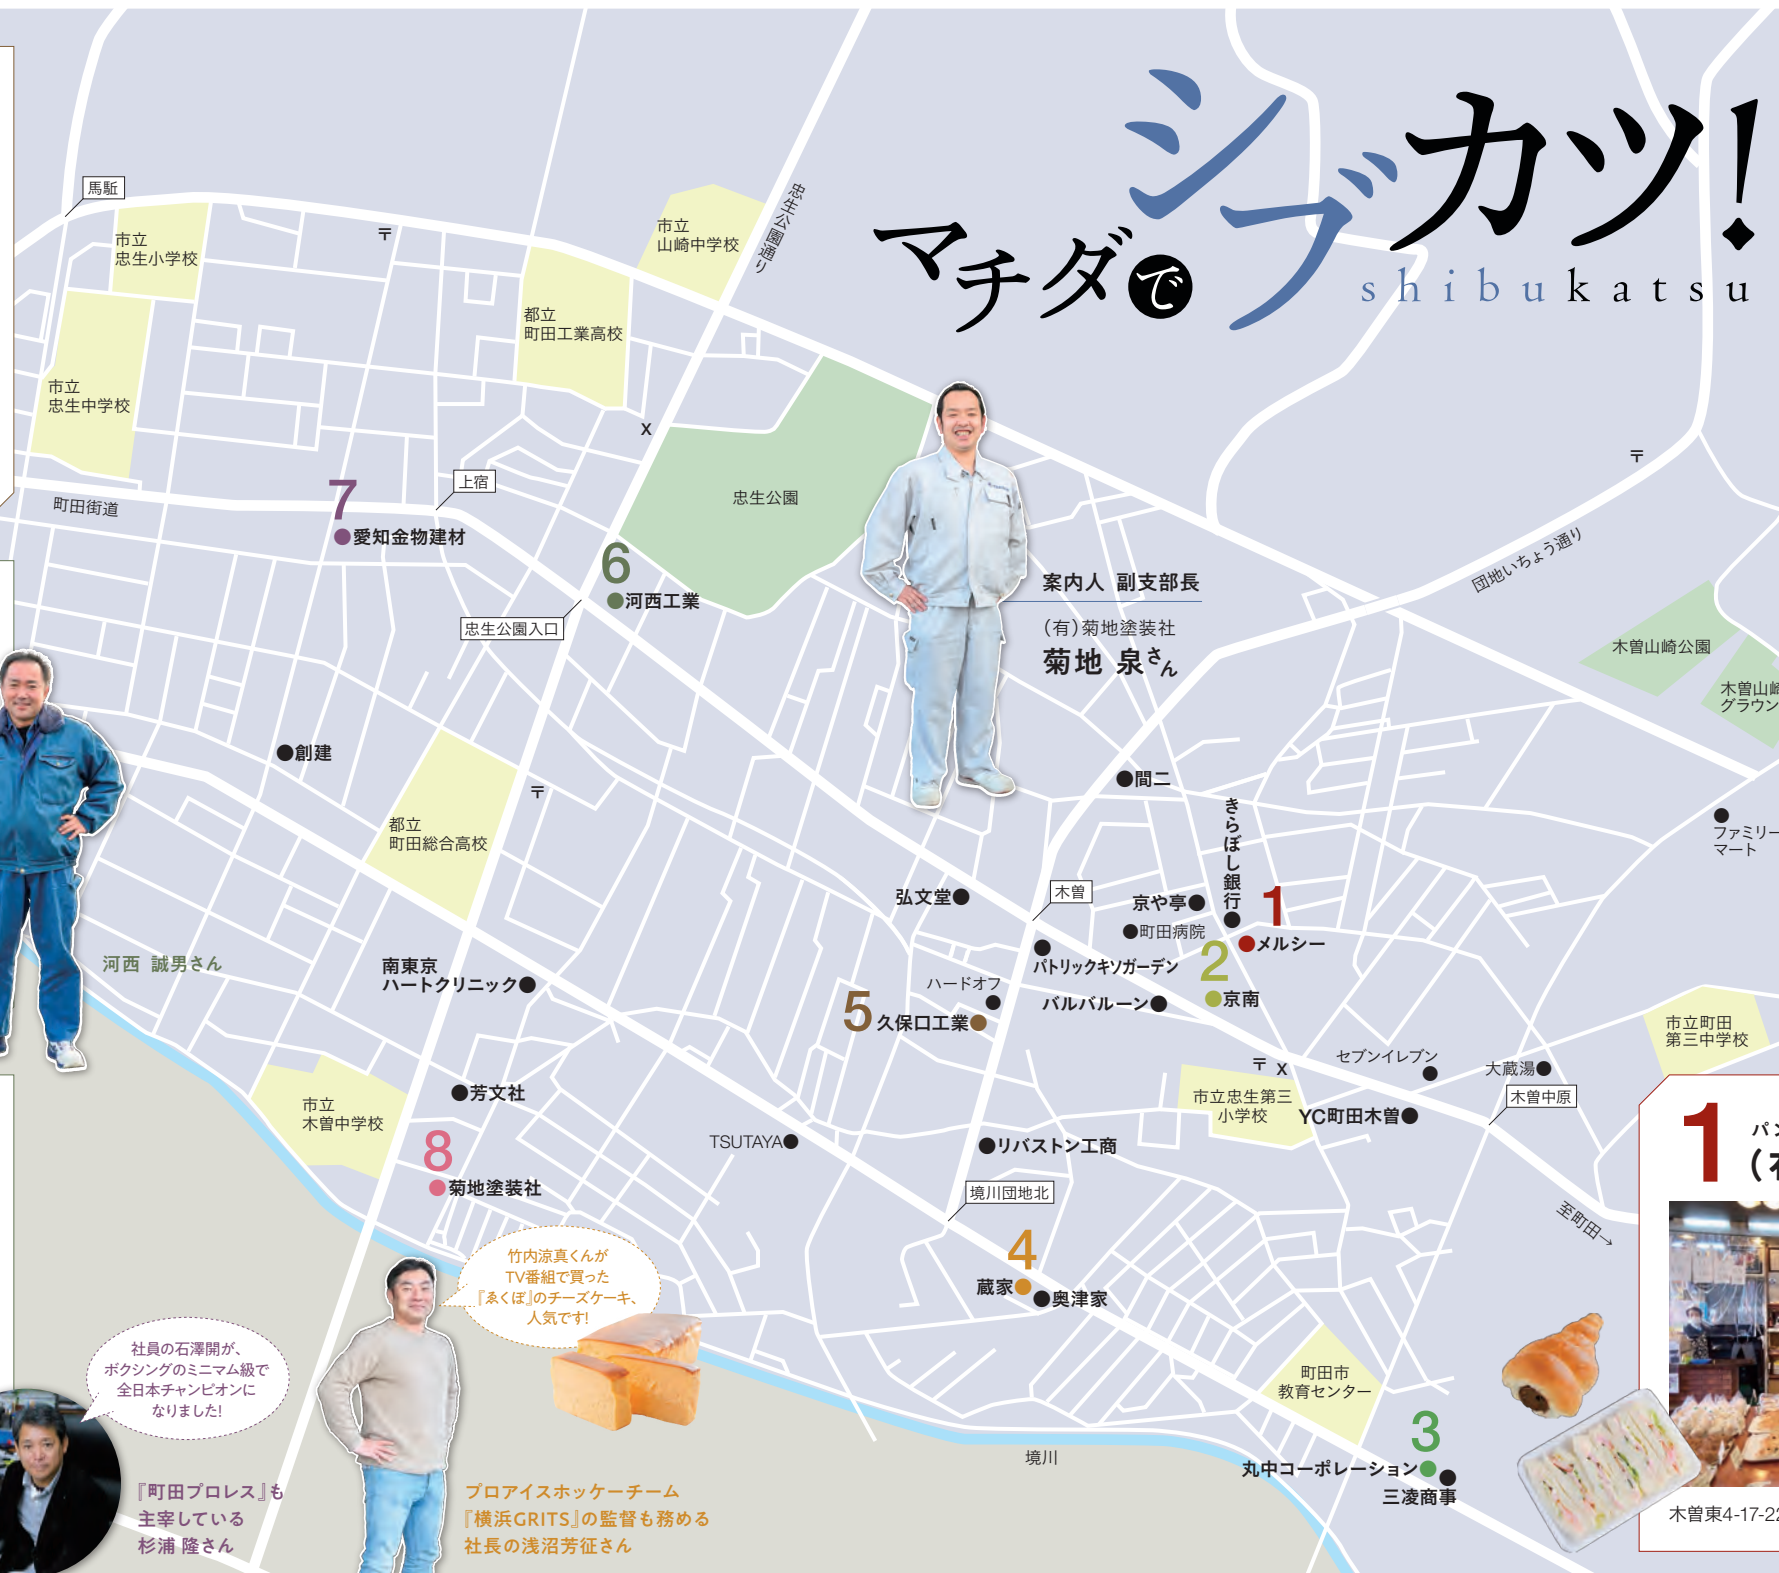 マチダで
シブカツ!
shibukatsu
馬駈
市立
忠生小学校
〒
市立
山崎中学校
忠生公園通り
都立
町田工業高校
市立
忠生中学校
X
上宿
町田街道
7
愛知金物建材
忠生公園
6
河西工業
忠生公園入口
案内人 副支部長
(有)菊地塗装社
菊地 泉さん
〒
団地いちょう通り
木曽山崎公園
木曽山崎
グラウン
創建
〒
都立
町田総合高校
間二
きらぼし銀行
ファミリー
マート
弘文堂
木曽
京や亭
町田病院
1
メルシー
2
京南
パトリックキソガーデン
バルバルーン
ハードオフ
5
久保口工業
河西 誠男さん
南東京
ハートクリニック
市立町田
第三中学校
セブンイレブン
大蔵湯
〒 X
市立忠生第三
小学校
YC町田木曽
木曽中原
芳文社
市立
木曽中学校
8
菊地塗装社
TSUTAYA
リバストン工商
境川団地北
至町田→
4
蔵家
奥津家
町田市
教育センター
3
丸中コーポレーション
三凌商事
境川
竹内涼真くんが
TV番組で買った
『ゑくぼ』のチーズケーキ、
人気です!
社員の石澤開が、
ボクシングのミニマム級で
全日本チャンピオンに
なりました!
『町田プロレス』も
主宰している
杉浦 隆さん
プロアイスホッケーチーム
『横浜GRITS』の監督も務める
社長の浅沼芳征さん
1
パン
(有
木曽東4-17-22